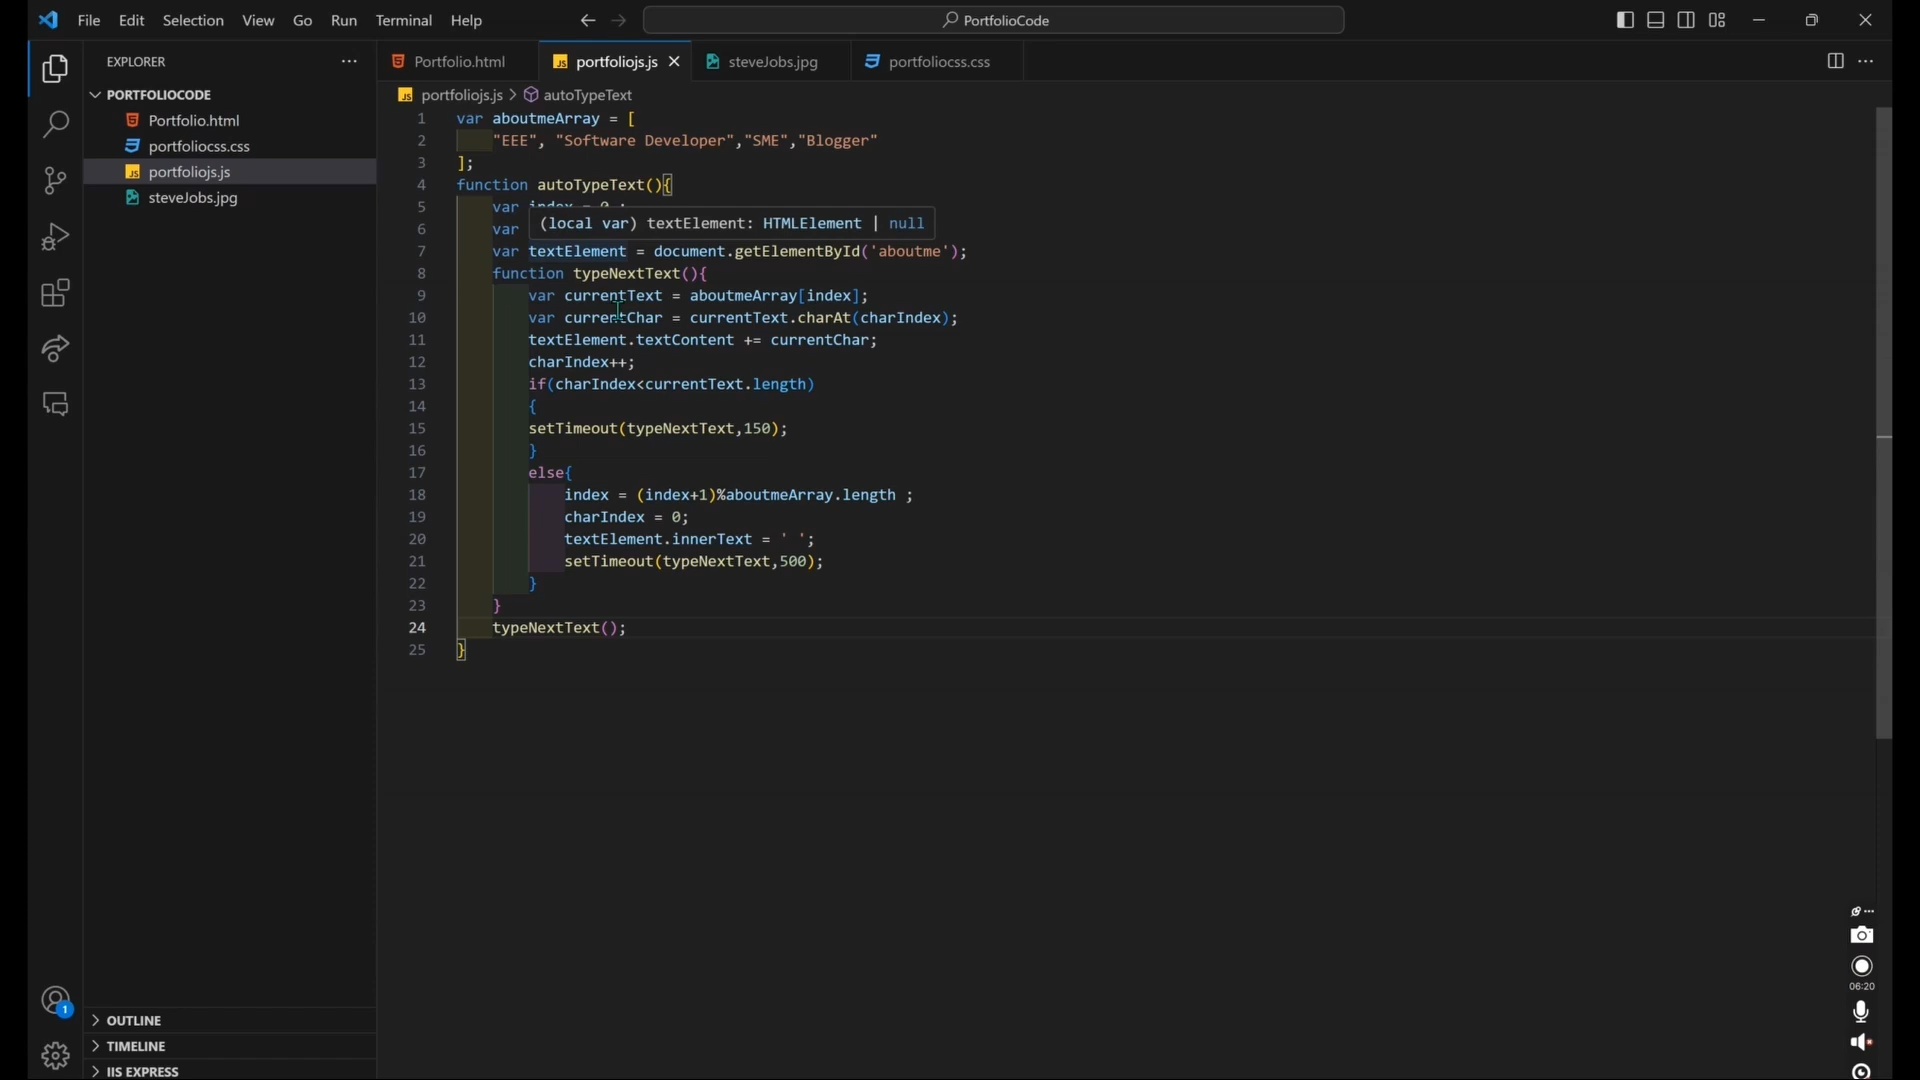 File Edit Selection View Go Run Terminal Help
PortfolioCode
EXPLORER
PORTFOLIOCODE
Portfolio.html
portfoliocss.css
portfoliojs.js
steveJobs.jpg
OUTLINE
TIMELINE
IIS EXPRESS
1
Portfolio.html portfoliojs.js steveJobs.jpg portfoliocss.css
portfoliojs.js > autoTypeText
1 var aboutmeArray = [
2 "EEE", "Software Developer","SME","Blogger"
3 ];
4 function autoTypeText(){
5 var index = 0 ;
(local var) textElement: HTMLElement | null
6 var
7 var textElement = document.getElementById('aboutme');
8 function typeNextText(){
9 var currentText = aboutmeArray[index];
10 var currentChar = currentText.charAt(charIndex);
11 textElement.textContent += currentChar;
12 charIndex++;
13 if(charIndex<currentText.length)
14 {
15 setTimeout(typeNextText,150);
16 }
17 else{
18 index = (index+1)%aboutmeArray.length ;
19 charIndex = 0;
20 textElement.innerText = ' ';
21 setTimeout(typeNextText,500);
22 }
23 }
24 typeNextText();
25 }
06:20